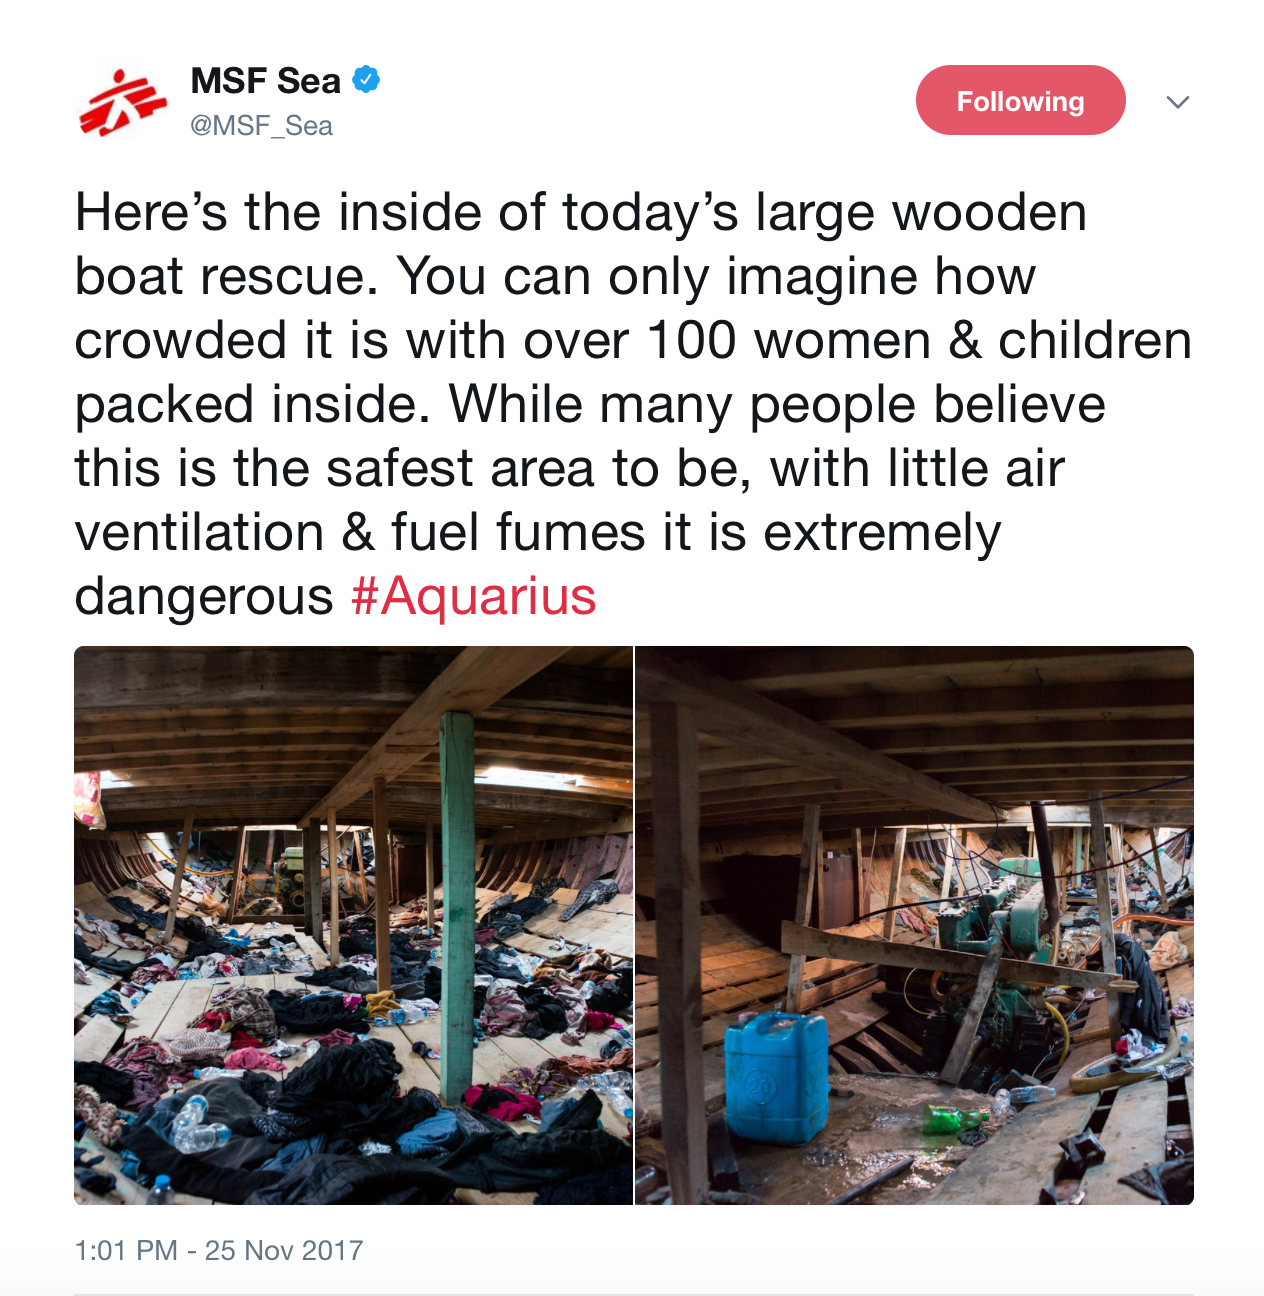 MSF Sea
@MSF_Sea
Following
Here’s the inside of today’s large wooden
boat rescue. You can only imagine how
crowded it is with over 100 women & children
packed inside. While many people believe
this is the safest area to be, with little air
ventilation & fuel fumes it is extremely
dangerous #Aquarius
20
1:01 PM - 25 Nov 2017